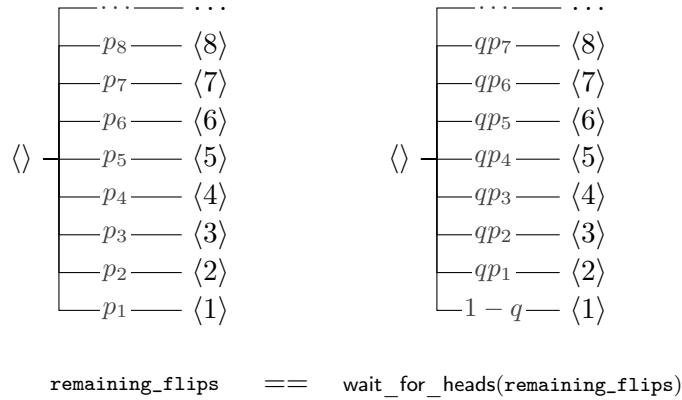 ... ... ... ...
p₈ ⟨8⟩ qp₇ ⟨8⟩
p₇ ⟨7⟩ qp₆ ⟨7⟩
p₆ ⟨6⟩ qp₅ ⟨6⟩
⟨⟩ p₅ ⟨5⟩ ⟨⟩ qp₄ ⟨5⟩
p₄ ⟨4⟩ qp₃ ⟨4⟩
p₃ ⟨3⟩ qp₂ ⟨3⟩
p₂ ⟨2⟩ qp₁ ⟨2⟩
p₁ ⟨1⟩ 1 − q ⟨1⟩
remaining_flips == wait_for_heads(remaining_flips)